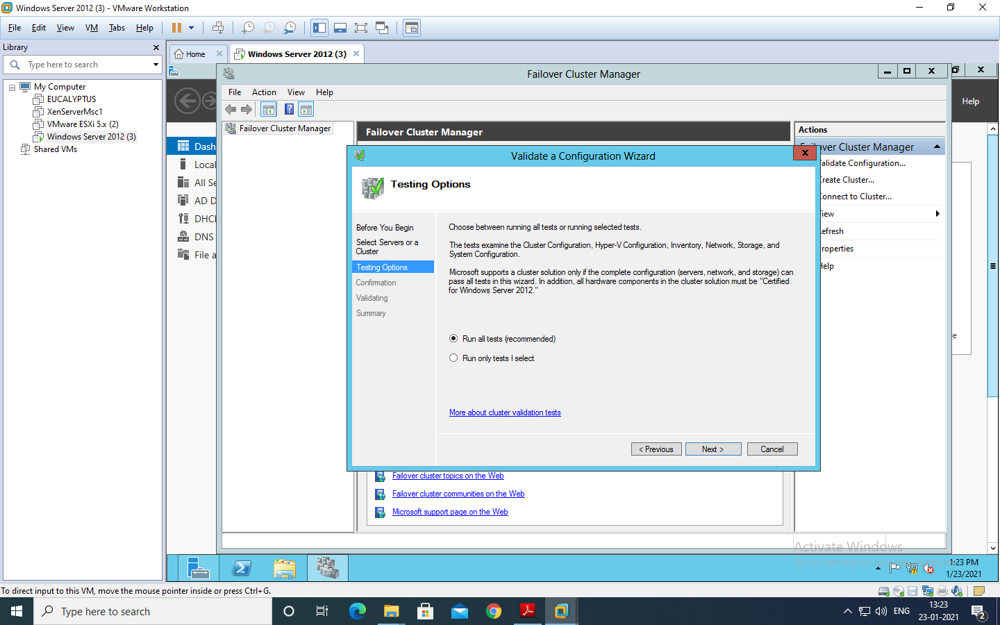 Windows Server 2012 (3) - VMware Workstation
File Edit View VM Tabs Help
Library
Type here to search
My Computer
EUCALYPTUS
XenServerMsc1
VMware ESXi 5.x (2)
Windows Server 2012 (3)
Shared VMs
Home
Windows Server 2012 (3)
Failover Cluster Manager
File Action View Help
Help
Failover Cluster Manager
Failover Cluster Manager
Actions
Dash
Local
All Se
AD D
DHC
DNS
File a
over Cluster Manager
alidate Configuration...
reate Cluster...
onnect to Cluster...
iew
efresh
roperties
elp
e
Validate a Configuration Wizard
Testing Options
Before You Begin
Select Servers or a
Cluster
Testing Options
Confirmation
Validating
Summary
Choose between running all tests or running selected tests.
The tests examine the Cluster Configuration, Hyper-V Configuration, Inventory, Network, Storage, and
System Configuration.
Microsoft supports a cluster solution only if the complete configuration (servers, network, and storage) can
pass all tests in this wizard. In addition, all hardware components in the cluster solution must be "Certified
for Windows Server 2012."
Run all tests (recommended)
Run only tests I select
More about cluster validation tests
< Previous
Next >
Cancel
Failover cluster topics on the Web
Failover cluster communities on the Web
Microsoft support page on the Web
Activate Windows
Go to Settings to
1:23 PM
1/23/2021
To direct input to this VM, move the mouse pointer inside or press Ctrl+G.
Type here to search
ENG
13:23
23-01-2021
2